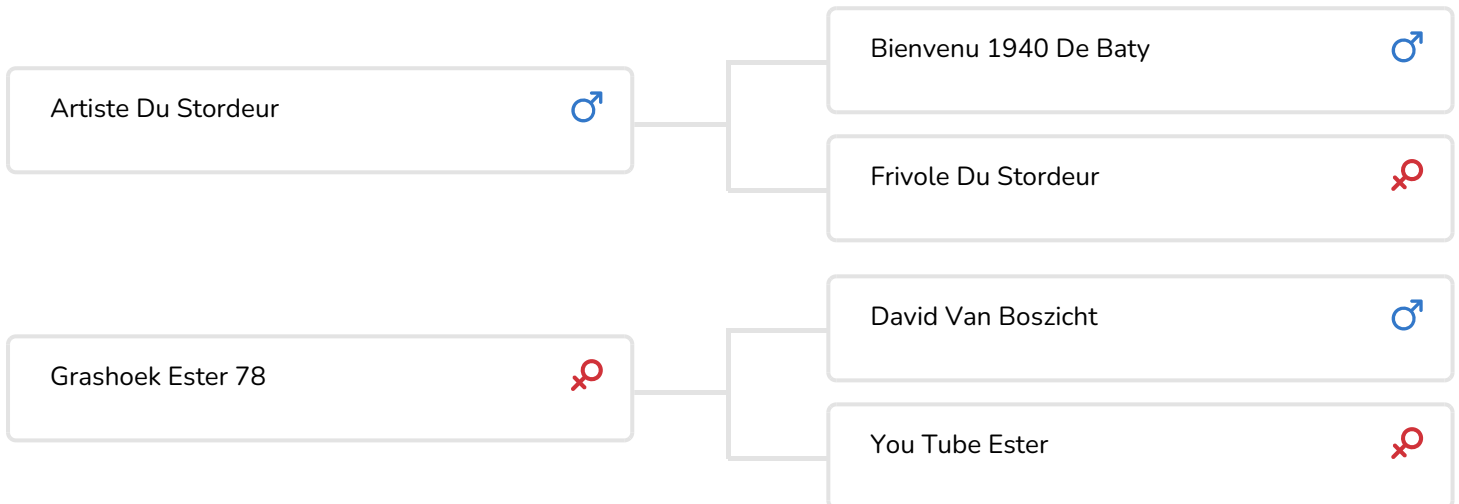 Artiste Du Stordeur
Bienvenu 1940 De Baty
Frivole Du Stordeur
Grashoek Ester 78
David Van Boszicht
You Tube Ester